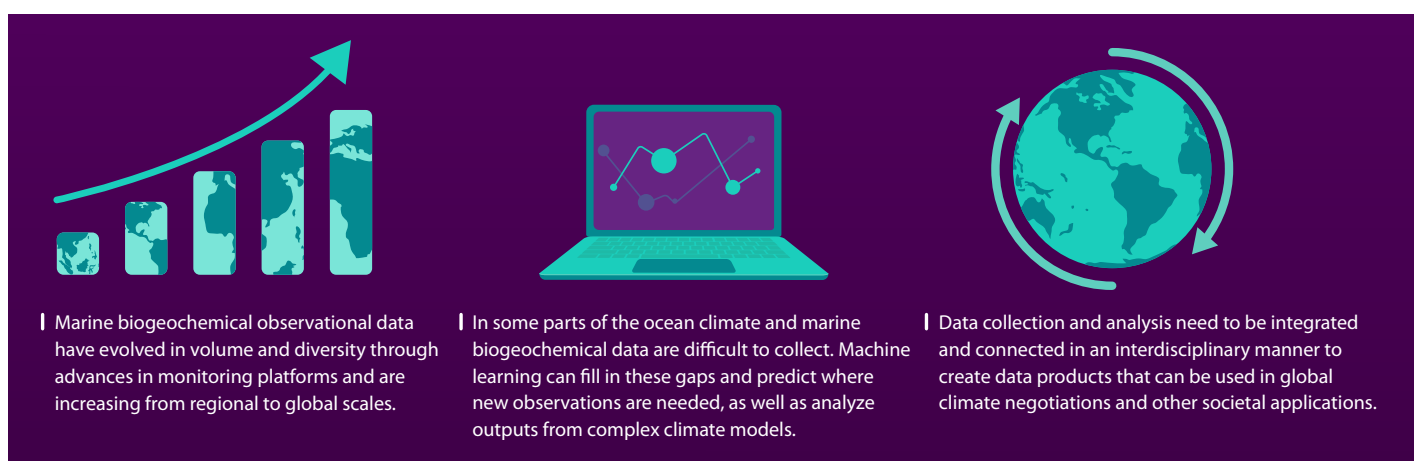 Marine biogeochemical observational data
have evolved in volume and diversity through
advances in monitoring platforms and are
increasing from regional to global scales.
In some parts of the ocean climate and marine
biogeochemical data are difficult to collect. Machine
learning can fill in these gaps and predict where
new observations are needed, as well as analyze
outputs from complex climate models.
Data collection and analysis need to be integrated
and connected in an interdisciplinary manner to
create data products that can be used in global
climate negotiations and other societal applications.